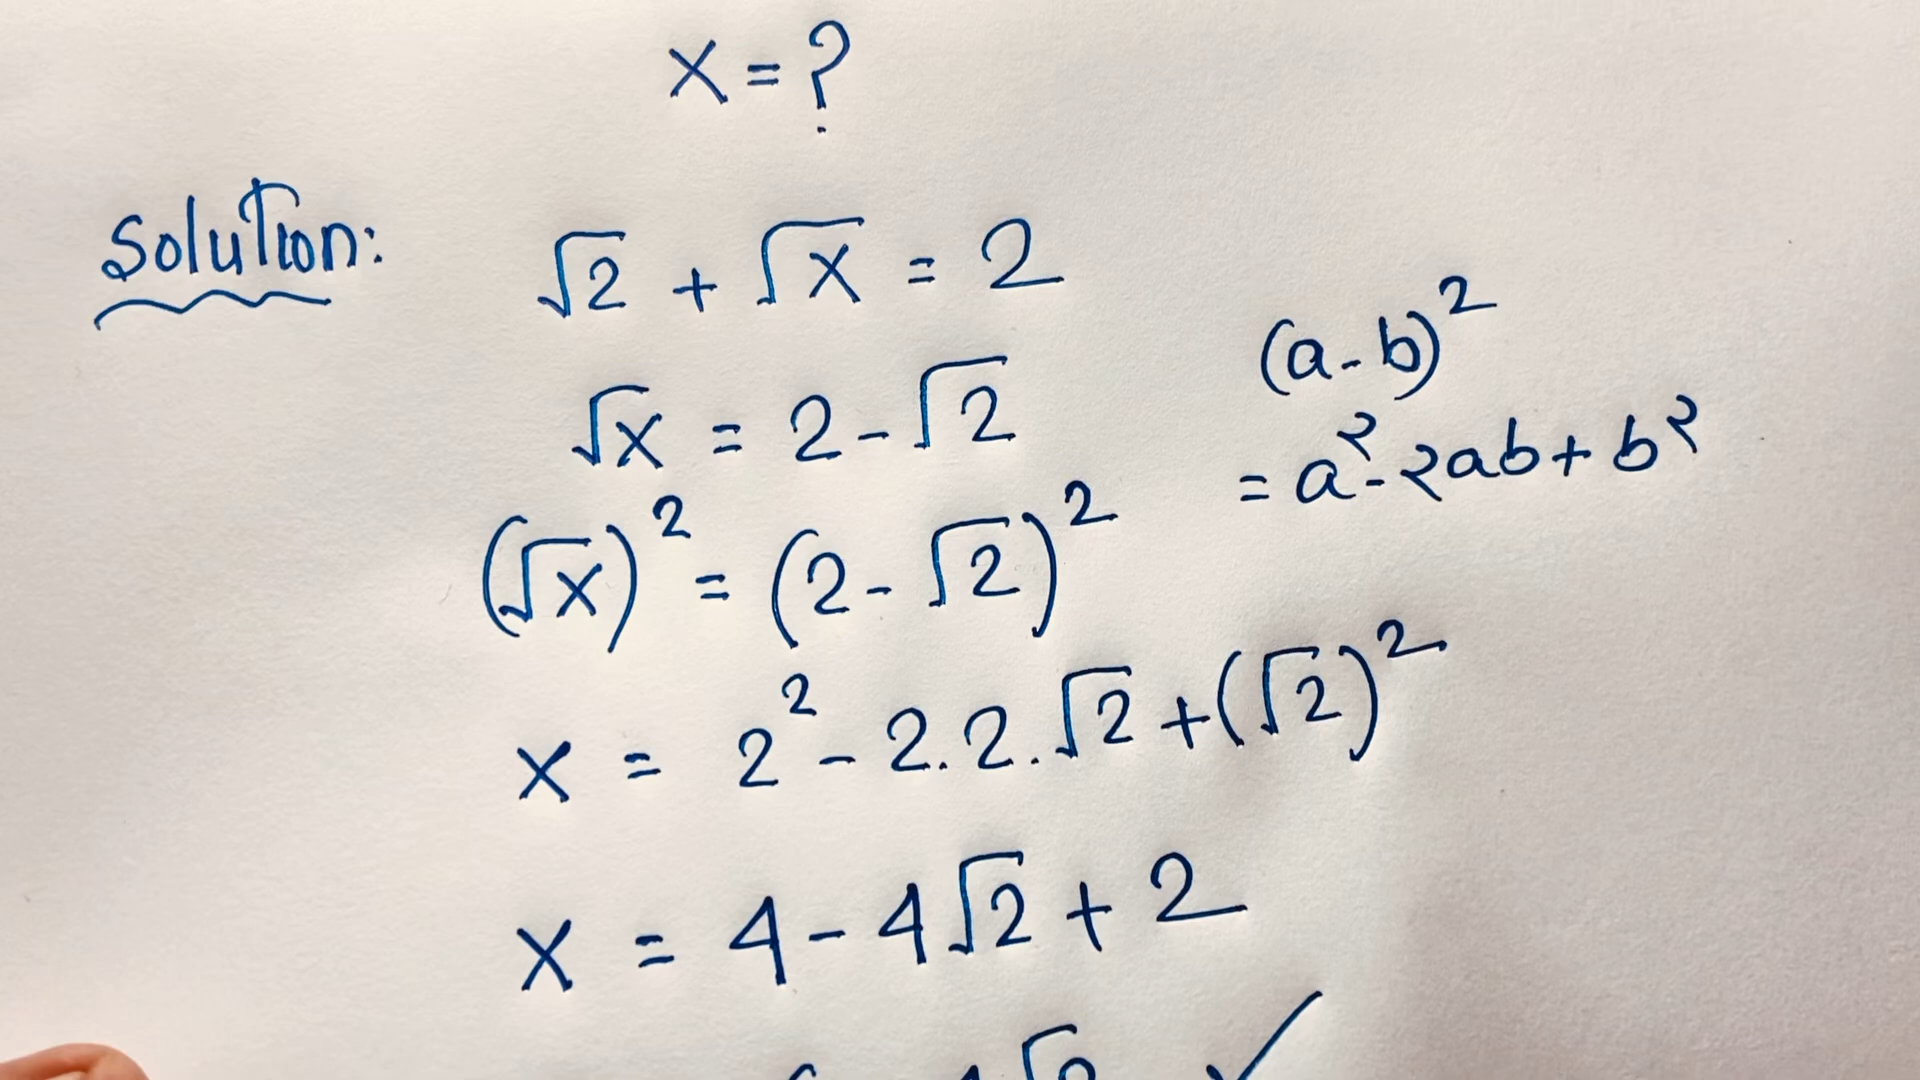 x = ?
Solution:
√2 + √x = 2
√x = 2 - √2
(a - b)²
= a² - 2ab + b²
(√x)² = (2 - √2)²
x = 2² - 2.2.√2 + (√2)²
x = 4 - 4√2 + 2